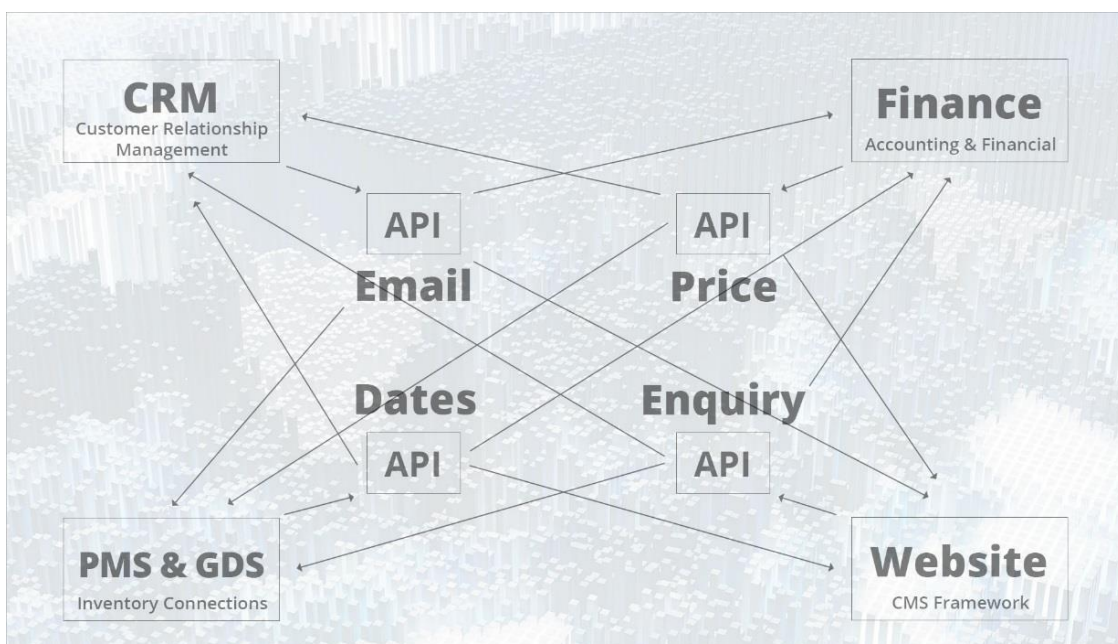 CRM
Customer Relationship
Management
Finance
Accounting & Financial
API
API
Email
Price
Dates
Enquiry
API
API
PMS & GDS
Inventory Connections
Website
CMS Framework